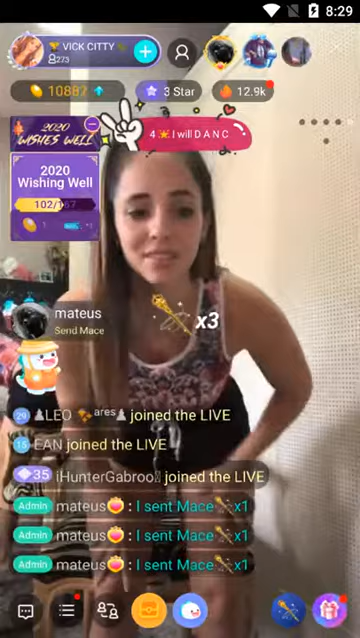 8:29
VICK CITTY
273
10887
3 Star
12.9k
2020
WISHES WELL
4 I will D A N C
2020
Wishing Well
102/167
mateus
Send Mace
x3
29 LEO ares joined the LIVE
15 EAN joined the LIVE
35 iHunterGabroo joined the LIVE
Admin mateus : I sent Mace x1
Admin mateus : I sent Mace x1
Admin mateus : I sent Mace x1